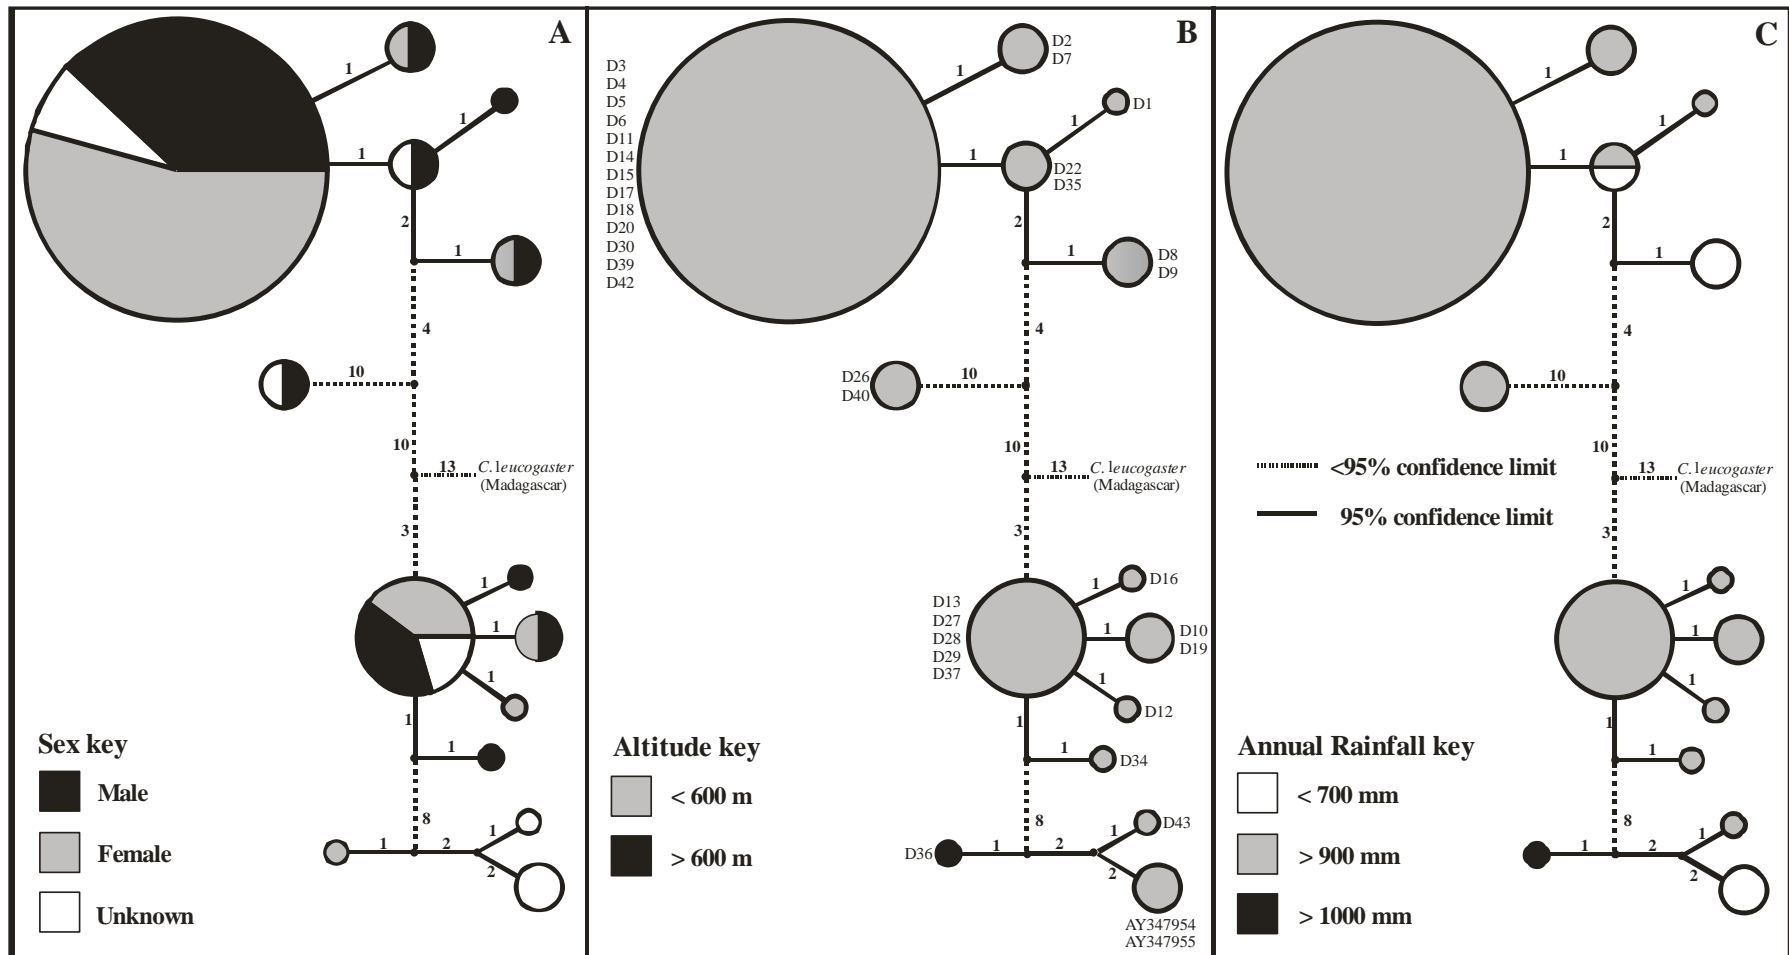 A
1
1
1
2
1
4
10
10
13
C. leucogaster
(Madagascar)
3
1
1
1
1
1
8
1
2
1
2
Sex key
Male
Female
Unknown
B
D3
D4
D5
D6
D11
D14
D15
D17
D18
D20
D30
D39
D42
D2
D7
1
D1
1
1
D22
D35
2
1
D8
D9
4
D26
D40
10
10
13
C. leucogaster
(Madagascar)
3
D13
D27
D28
D29
D37
1
D16
1
D10
D19
1
D12
1
1
D34
8
D36
1
2
1
D43
2
AY347954
AY347955
Altitude key
< 600 m
> 600 m
C
1
1
1
2
1
4
10
10
<95% confidence limit
95% confidence limit
13
C. leucogaster
(Madagascar)
3
1
1
1
1
1
8
1
2
1
2
Annual Rainfall key
< 700 mm
> 900 mm
> 1000 mm